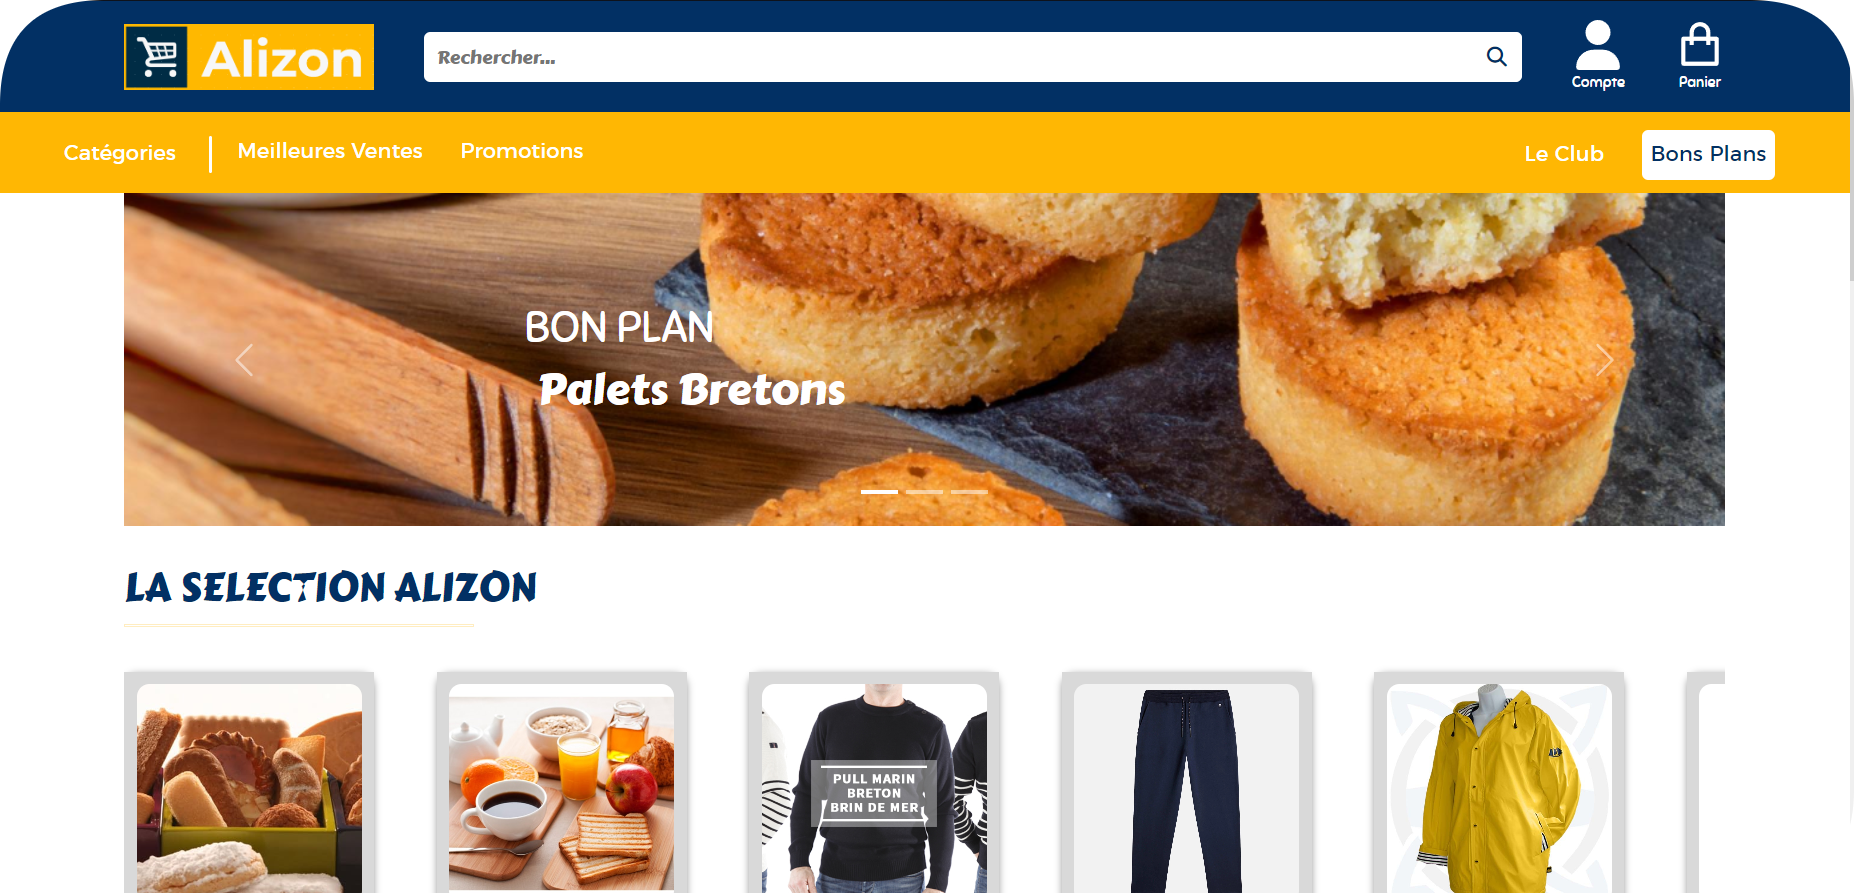 Alizon
Rechercher...
Compte
Panier
Catégories
Meilleures Ventes
Promotions
Le Club
Bons Plans
BON PLAN
Palets Bretons
LA SELECTION ALIZON
PULL MARIN
BRETON
BRIN DE MER